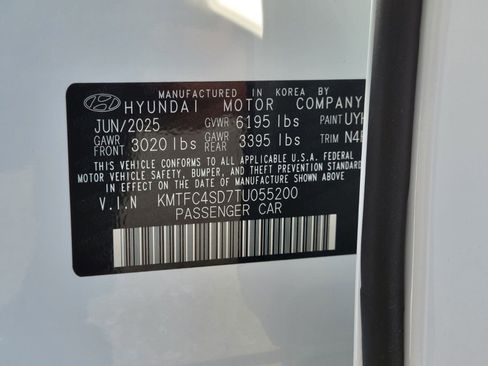 MANUFACTURED IN KOREA BY
HYUNDAI MOTOR COMPANY
JUN/2025 GVWR 6195 lbs PAINT UYH
GAWR FRONT 3020 lbs GAWR REAR 3395 lbs TRIM N4
THIS VEHICLE CONFORMS TO ALL APPLICABLE U.S.A. FEDERAL
MOTOR VEHICLE SAFETY, BUMPER, AND THEFT PREVENTION STANDARDS
IN EFFECT ON THE DATE OF MANUFACTURE SHOWN ABOVE
V.I.N KMTFC4SD7TU055200
PASSENGER CAR